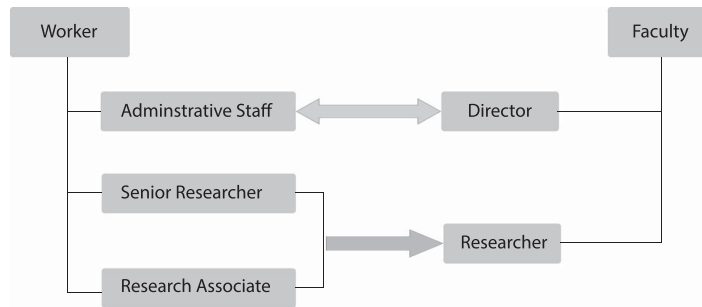 Worker
Faculty
Adminstrative Staff
Director
Senior Researcher
Researcher
Research Associate